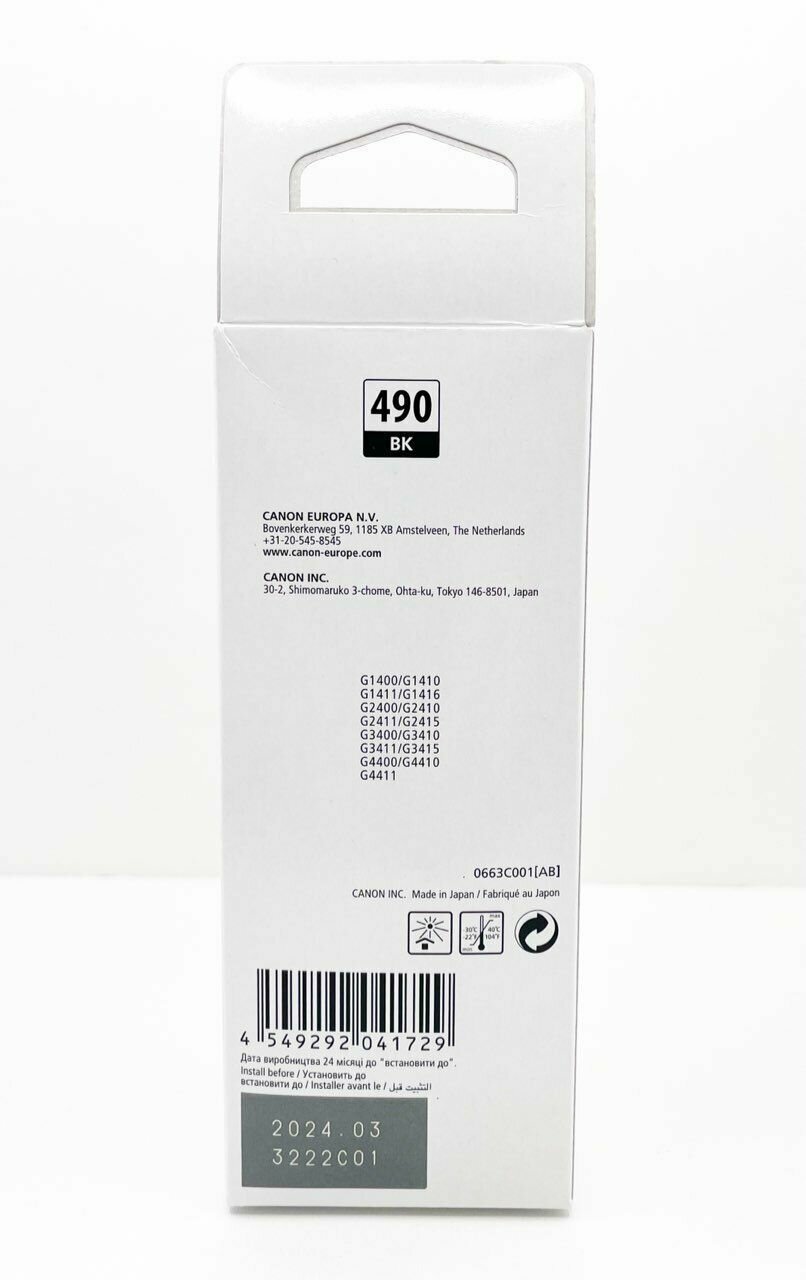 490
BK
CANON EUROPA N.V.
Bovenkerkerweg 59, 1185 XB Amstelveen, The Netherlands
+31-20-545-8545
www.canon-europe.com
CANON INC.
30-2, Shimomaruko 3-chome, Ohta-ku, Tokyo 146-8501, Japan
G1400/G1410
G1411/G1416
G2400/G2410
G2411/G2415
G3400/G3410
G3411/G3415
G4400/G4410
G4411
0663C001[AB]
CANON INC. Made in Japan / Fabriqué au Japon
max
-30°C 40°C
-22°F 104°F
min
4 549292 041729
Дата виробництва 24 місяці до "встановити до".
Install before / Установить до
встановити до / Installer avant le / التثبيت قبل
2024.03
3222C01